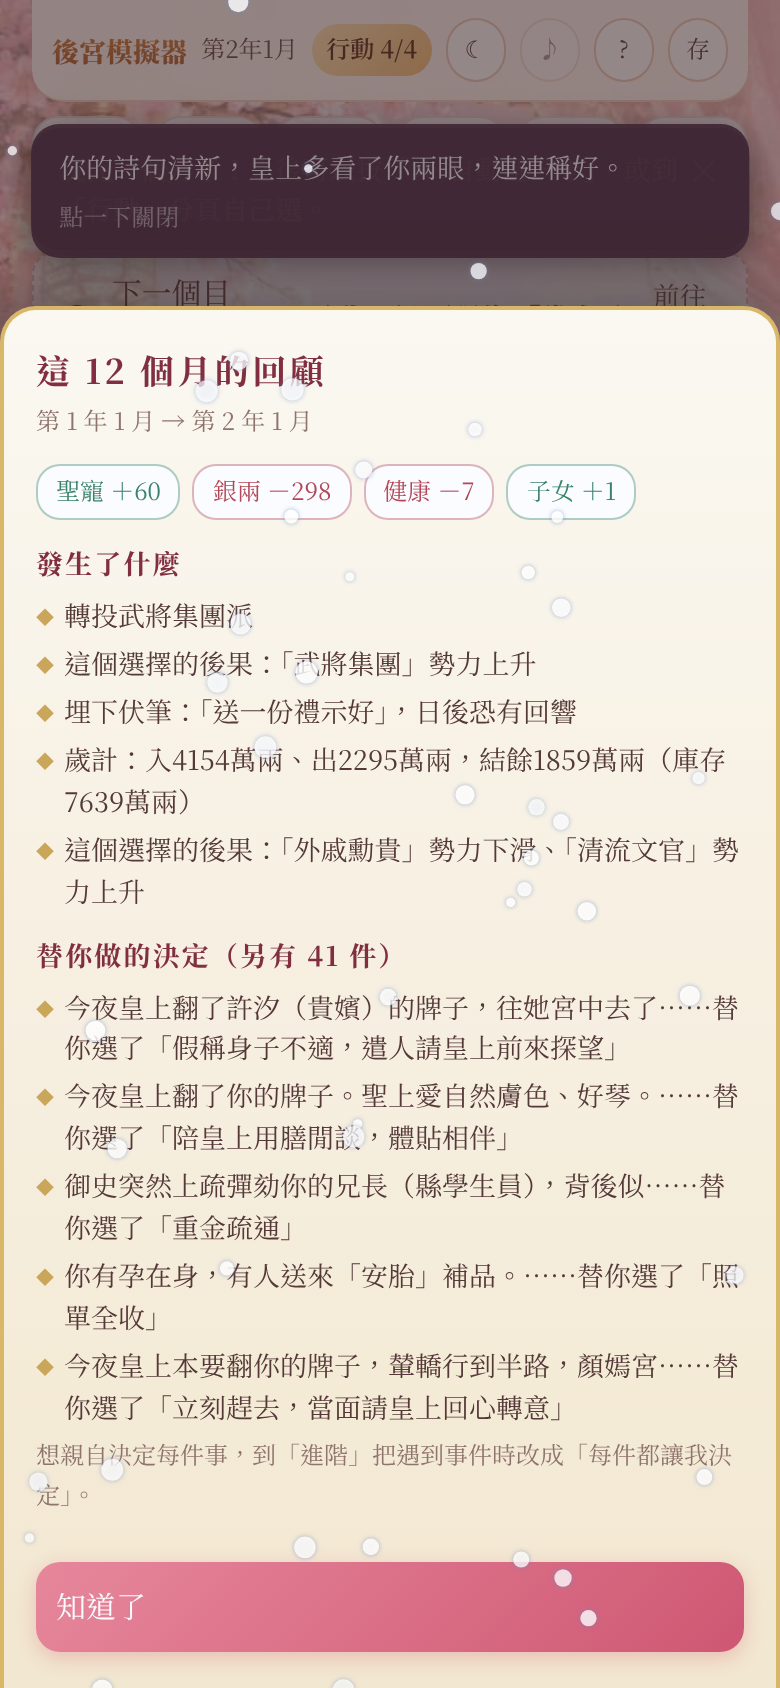 後宮模擬器 第2年1月 行動 4/4 ☾ ♪ ? 存
你的詩句清新，皇上多看了你兩眼，連連稱好。
點一下關閉
下一個目 前往
這 12 個月的回顧
第 1 年 1 月 → 第 2 年 1 月
聖寵 +60 銀兩 −298 健康 −7 子女 +1
發生了什麼
◆ 轉投武將集團派
◆ 這個選擇的後果：「武將集團」勢力上升
◆ 埋下伏筆：「送一份禮示好」，日後恐有回響
◆ 歲計：入4154萬兩、出2295萬兩，結餘1859萬兩（庫存
7639萬兩）
◆ 這個選擇的後果：「外戚勳貴」勢力下滑、「清流文官」勢
力上升
替你做的決定（另有 41 件）
◆ 今夜皇上翻了許汐（貴嬪）的牌子，往她宮中去了……替
你選了「假稱身子不適，遣人請皇上前來探望」
◆ 今夜皇上翻了你的牌子。聖上愛自然膚色、好琴。……替
你選了「陪皇上用膳閒談，體貼相伴」
◆ 御史突然上疏彈劾你的兄長（縣學生員），背後似……替
你選了「重金疏通」
◆ 你有孕在身，有人送來「安胎」補品。……替你選了「照
單全收」
◆ 今夜皇上本要翻你的牌子，輦轎行到半路，顏嫣宮……替
你選了「立刻趕去，當面請皇上回心轉意」
想親自決定每件事，到「進階」把遇到事件時改成「每件都讓我決
定」。
知道了